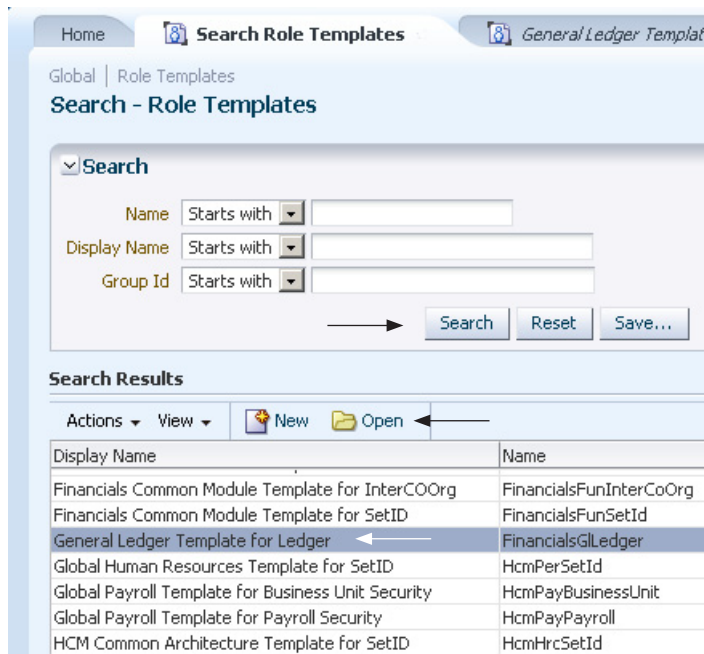 Home Search Role Templates General Ledger Templat
Global | Role Templates
Search - Role Templates
Search
Name Starts with
Display Name Starts with
Group Id Starts with
Search Reset Save...
Search Results
Actions View New Open
Display Name Name
Financials Common Module Template for InterCOOrg FinancialsFunInterCoOrg
Financials Common Module Template for SetID FinancialsFunSetId
General Ledger Template for Ledger FinancialsGlLedger
Global Human Resources Template for SetID HcmPerSetId
Global Payroll Template for Business Unit Security HcmPayBusinessUnit
Global Payroll Template for Payroll Security HcmPayPayroll
HCM Common Architecture Template for SetID HcmHrcSetId